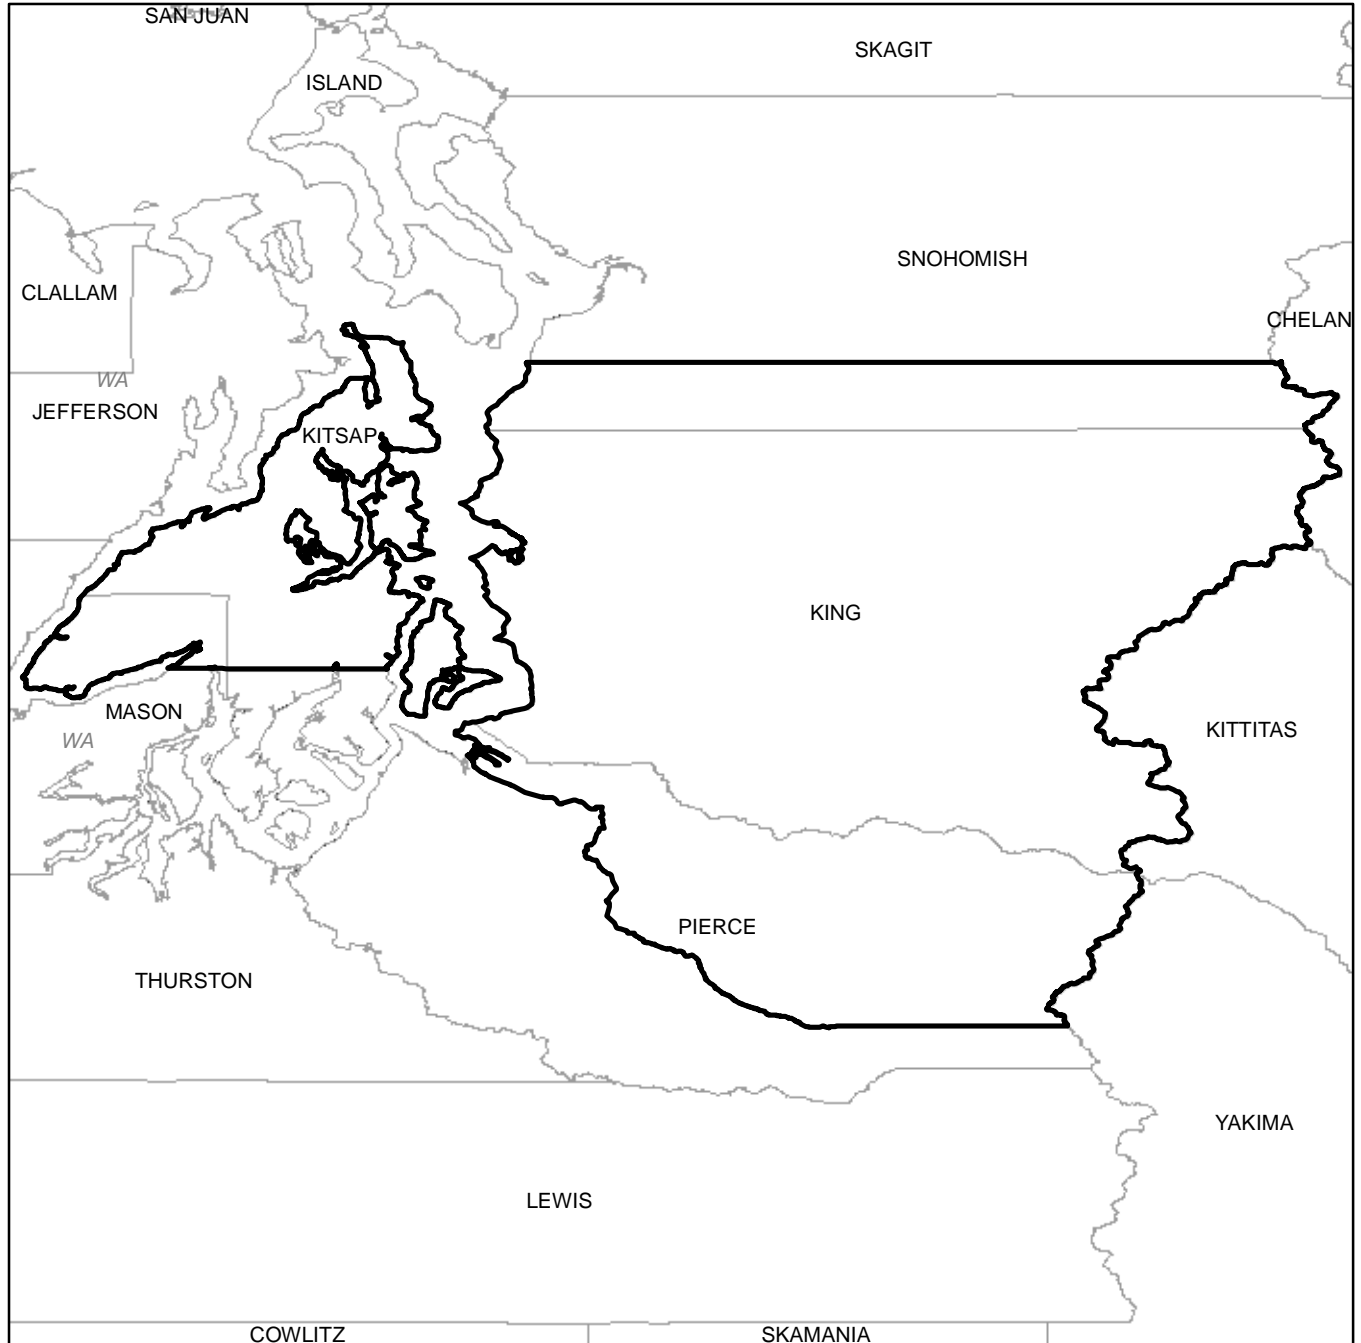 SAN JUAN
SKAGIT
ISLAND
SNOHOMISH
CLALLAM
CHELAN
WA
JEFFERSON
KITSAP
KING
MASON
KITTITAS
WA
PIERCE
THURSTON
YAKIMA
LEWIS
COWLITZ
SKAMANIA